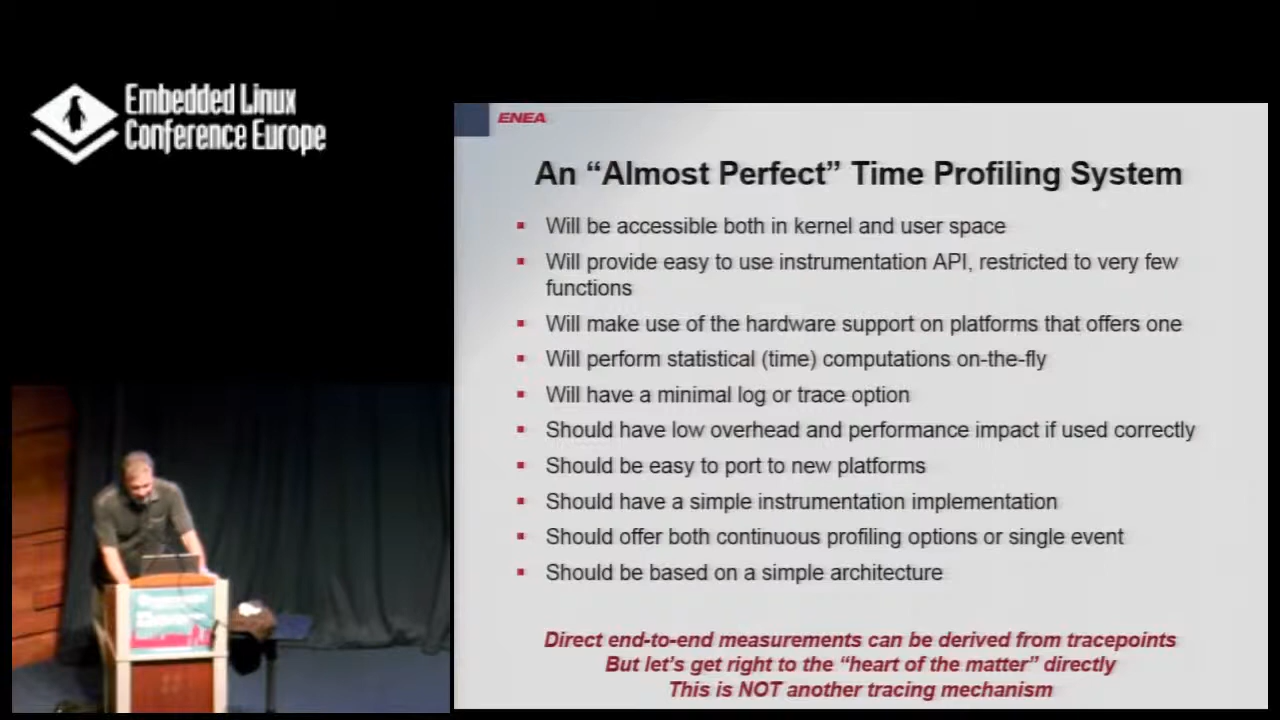 Embedded Linux
Conference Europe
ENEA
An “Almost Perfect” Time Profiling System
▪ Will be accessible both in kernel and user space
▪ Will provide easy to use instrumentation API, restricted to very few
functions
▪ Will make use of the hardware support on platforms that offers one
▪ Will perform statistical (time) computations on-the-fly
▪ Will have a minimal log or trace option
▪ Should have low overhead and performance impact if used correctly
▪ Should be easy to port to new platforms
▪ Should have a simple instrumentation implementation
▪ Should offer both continuous profiling options or single event
▪ Should be based on a simple architecture
Direct end-to-end measurements can be derived from tracepoints
But let’s get right to the “heart of the matter” directly
This is NOT another tracing mechanism